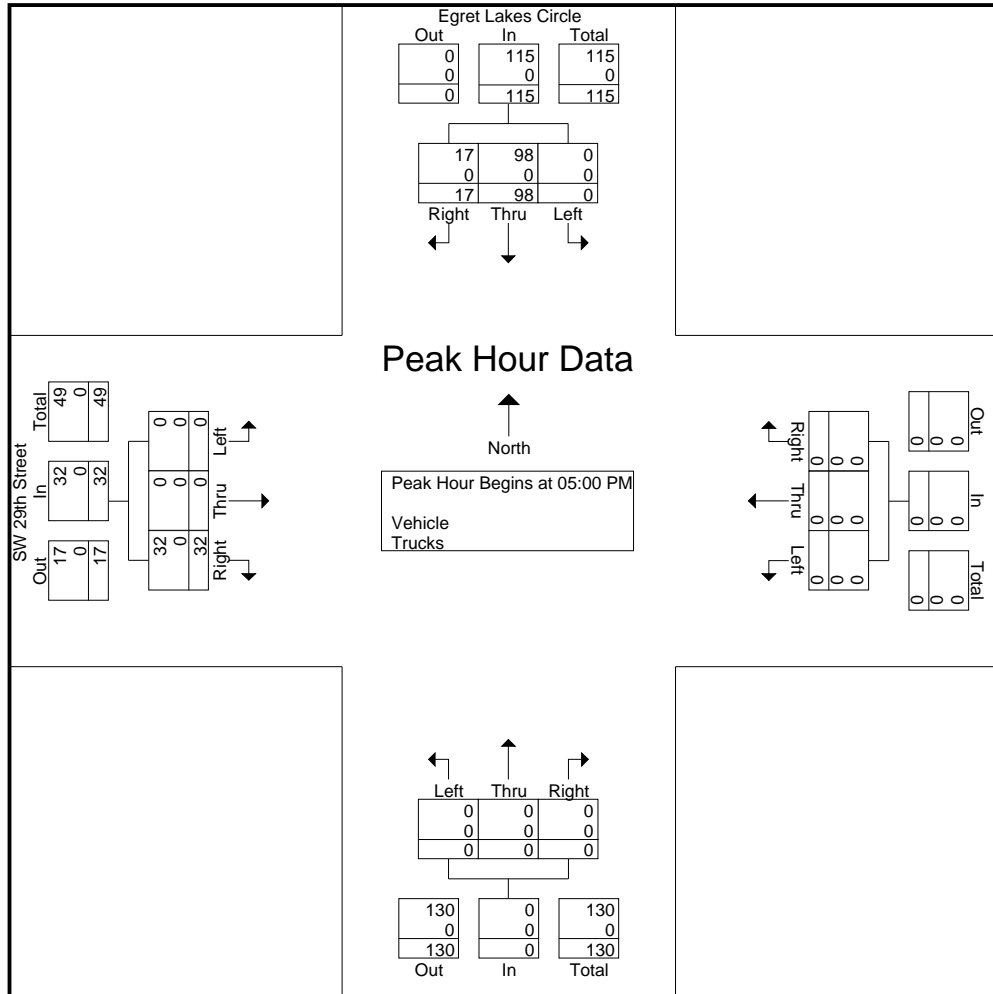 Egret Lakes Circle
Out In Total
0 115 115
0 0 0
0 115 115
17 98 0
0 0 0
17 98 0
Right Thru Left
Peak Hour Data
North
Peak Hour Begins at 05:00 PM
Vehicle
Trucks
SW 29th Street
Out In Total
17 32 49
0 0 0
17 32 49
Right Thru Left
32 0 0
0 0 0
32 0 0
Out In Total
0 0 0
0 0 0
0 0 0
Right Thru Left
0 0 0
0 0 0
0 0 0
Left Thru Right
0 0 0
0 0 0
0 0 0
130 0 130
0 0 0
130 0 130
Out In Total